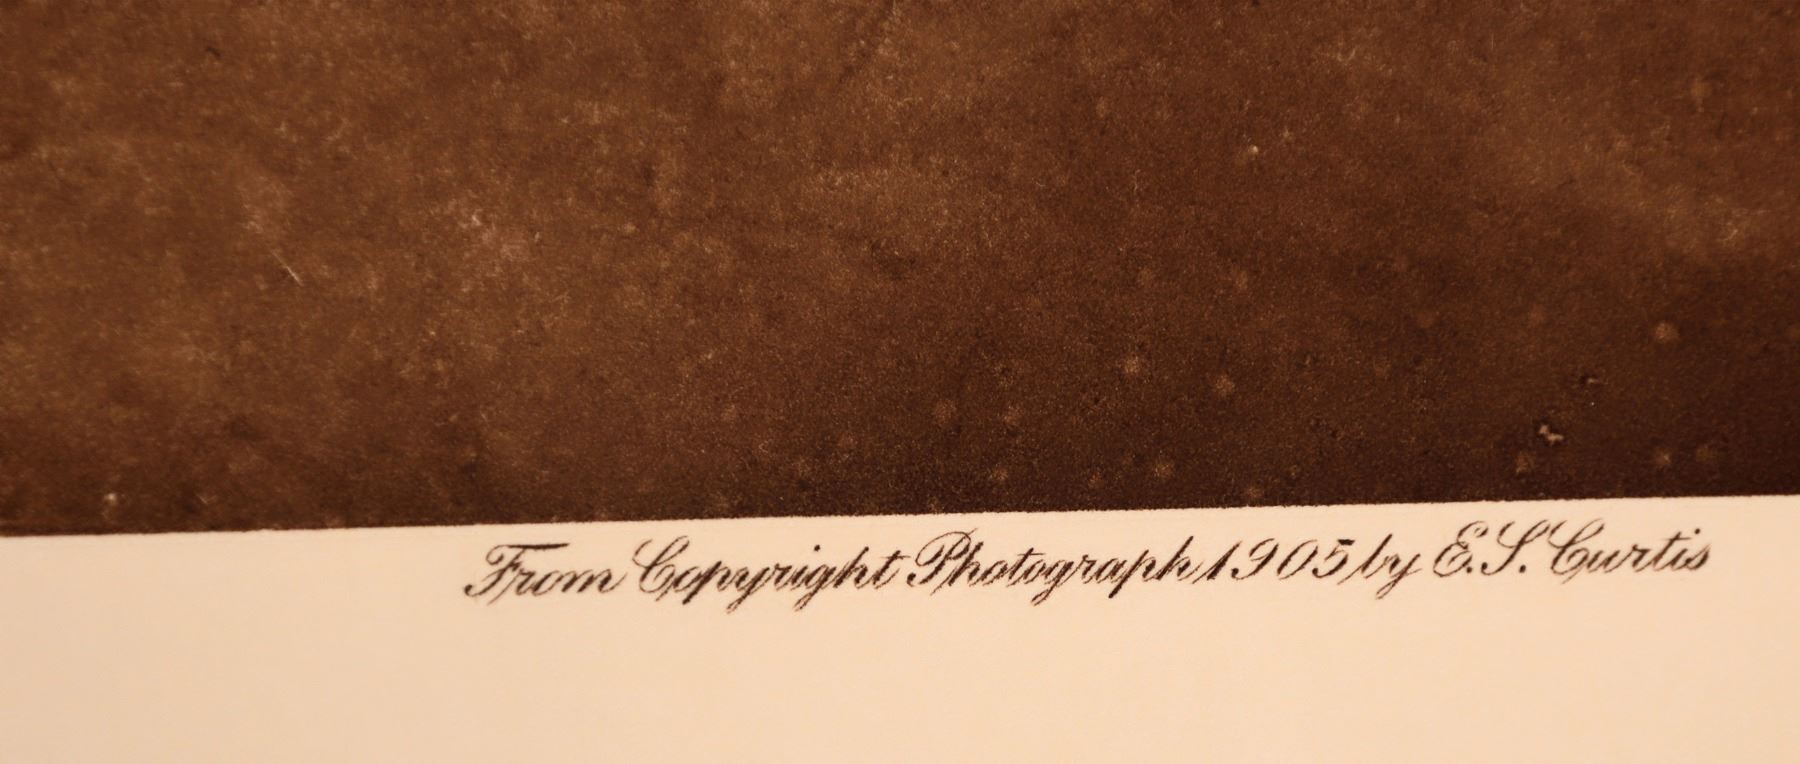 From Copyright Photograph 1905 by E. S. Curtis